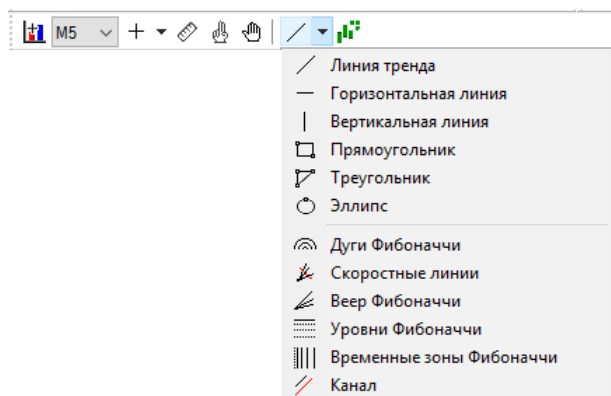 M5
Линия тренда
Горизонтальная линия
Вертикальная линия
Прямоугольник
Треугольник
Эллипс
Дуги Фибоначчи
Скоростные линии
Веер Фибоначчи
Уровни Фибоначчи
Временные зоны Фибоначчи
Канал